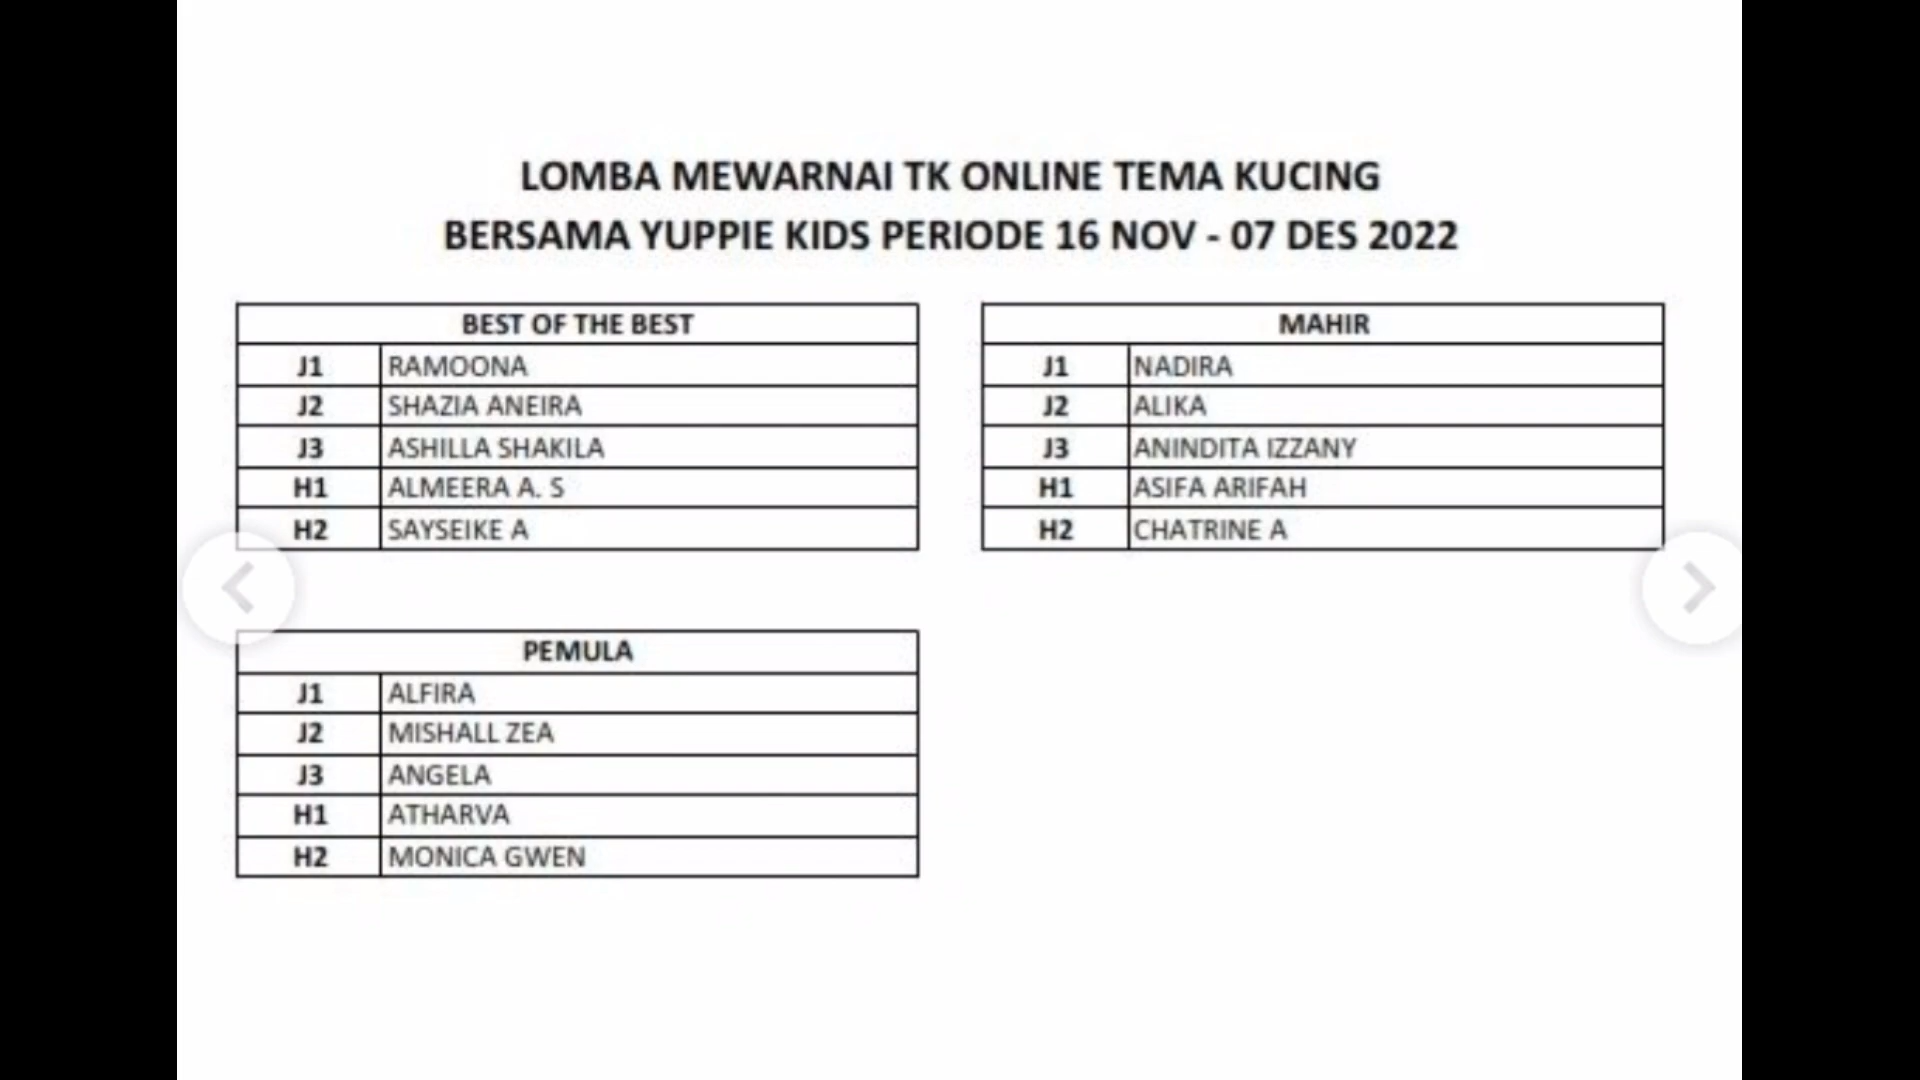 LOMBA MEWARNAI TK ONLINE TEMA KUCING
BERSAMA YUPPIE KIDS PERIODE 16 NOV - 07 DES 2022
BEST OF THE BEST
J1 RAMOONA
J2 SHAZIA ANEIRA
J3 ASHILLA SHAKILA
H1 ALMEERA A. S
H2 SAYSEIKE A
MAHIR
J1 NADIRA
J2 ALIKA
J3 ANINDITA IZZANY
H1 ASIFA ARIFAH
H2 CHATRINE A
PEMULA
J1 ALFIRA
J2 MISHALL ZEA
J3 ANGELA
H1 ATHARVA
H2 MONICA GWEN